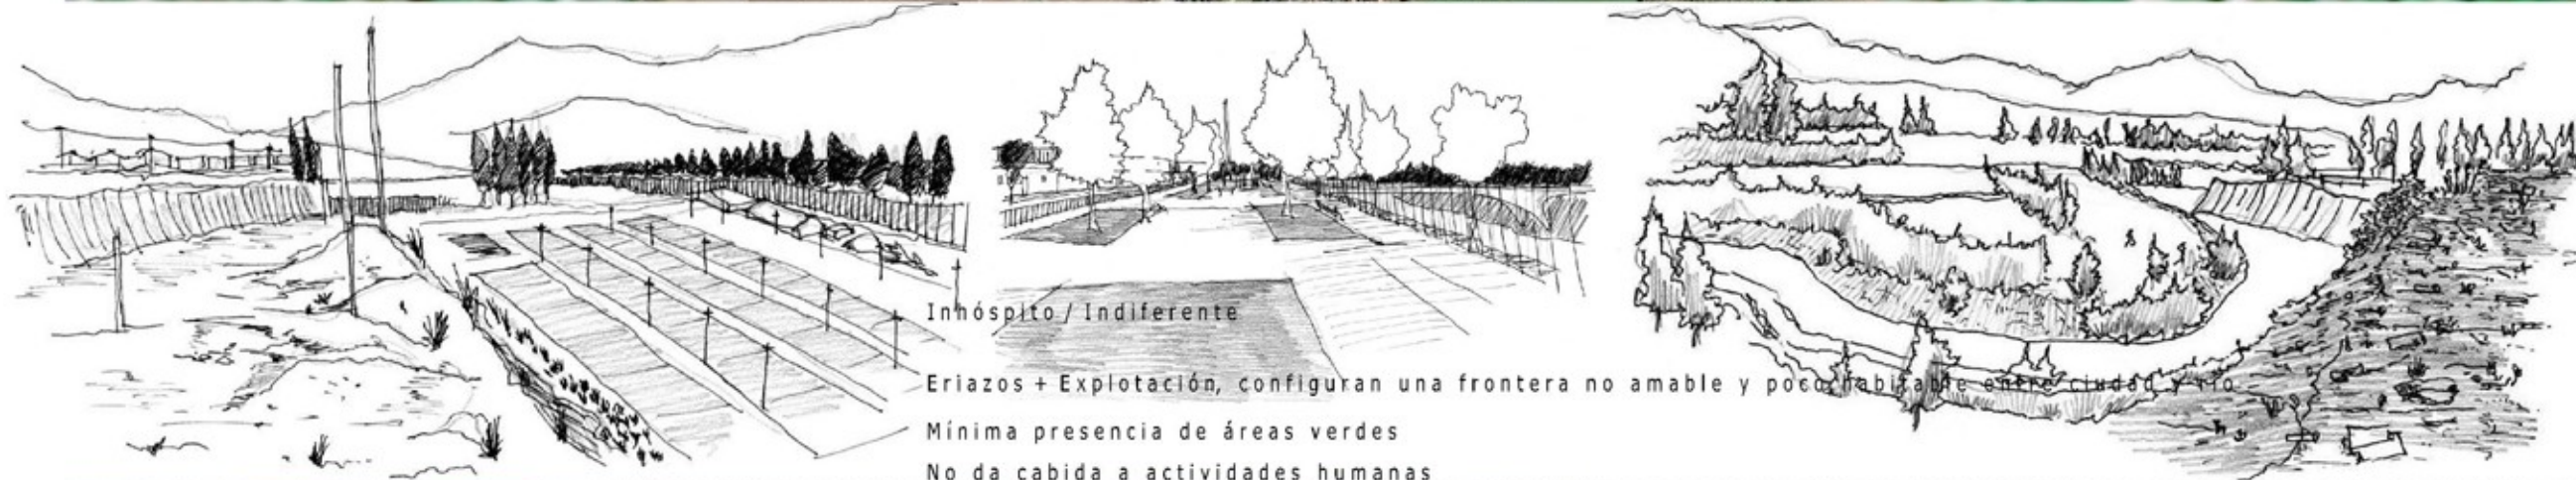 Inhóspito / Indiferente
Eriazos + Explotación, configuran una frontera no amable y poco habitable entre ciudad y río
Mínima presencia de áreas verdes
No da cabida a actividades humanas